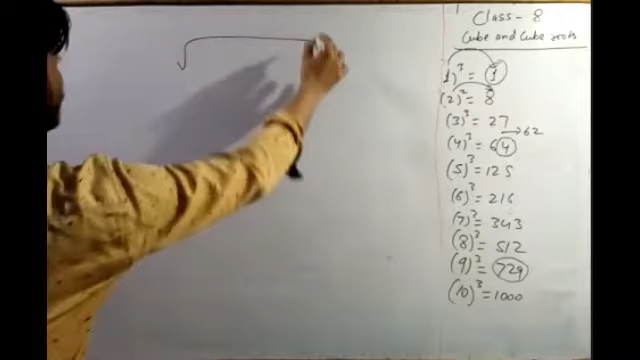 Class - 8
Cube and Cube roots
(1)³ = 1
(2)³ = 8
(3)³ = 27
→ 62
(4)³ = 64
(5)³ = 125
(6)³ = 216
(7)³ = 343
(8)³ = 512
(9)³ = 729
(10)³ = 1000